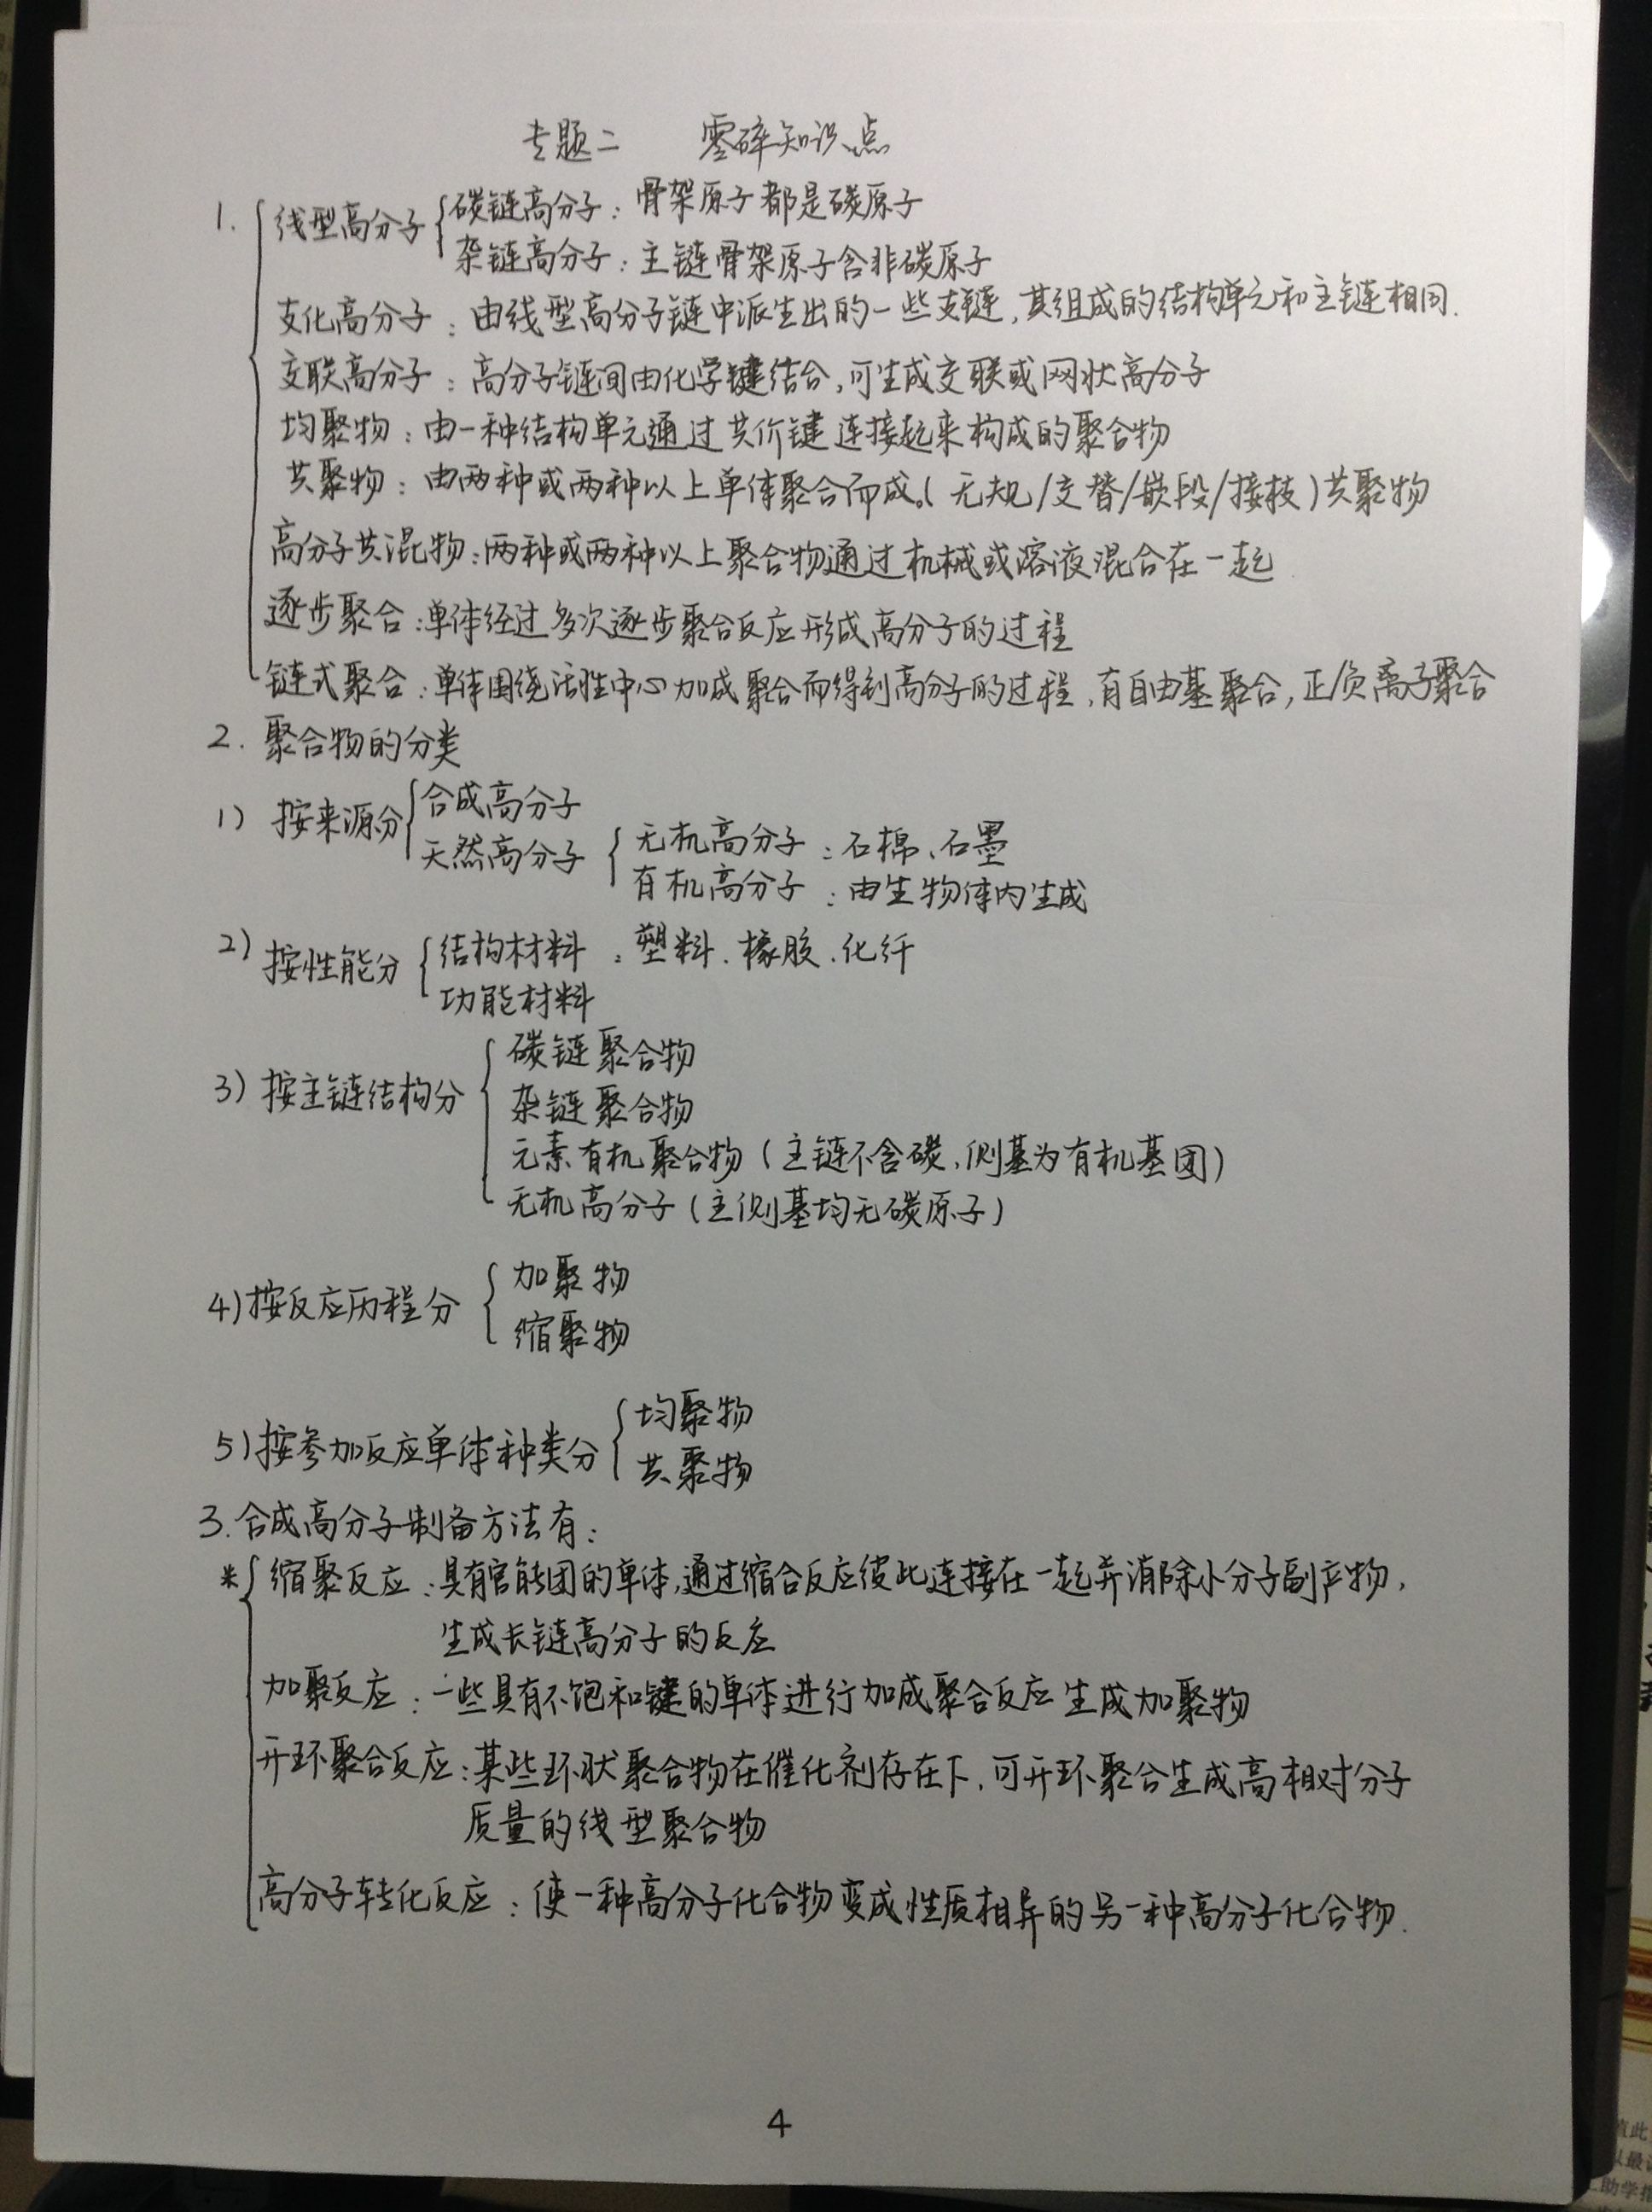 专题二 零碎知识点
1. 线型高分子 碳链高分子：骨架原子都是碳原子
杂链高分子：主链骨架原子含非碳原子
支化高分子：由线型高分子链中派生出的一些支链，其组成的结构单元和主链相同.
交联高分子：高分子链间由化学键结合，可生成交联或网状高分子
均聚物：由一种结构单元通过共价键连接起来构成的聚合物
共聚物：由两种或两种以上单体聚合而成。（无规/交替/嵌段/接枝）共聚物
高分子共混物：两种或两种以上聚合物通过机械或溶液混合在一起
逐步聚合：单体经过多次逐步聚合反应形成高分子的过程
链式聚合：单体围绕活性中心加成聚合而得到高分子的过程，有自由基聚合，正/负离子聚合
2. 聚合物的分类
1） 按来源分 合成高分子
天然高分子 无机高分子：石棉、石墨
有机高分子：由生物体内生成
2） 按性能分 结构材料：塑料、橡胶、化纤
功能材料
3） 按主链结构分 碳链聚合物
杂链聚合物
元素有机聚合物（主链不含碳，侧基为有机基团）
无机高分子（主侧基均无碳原子）
4）按反应历程分 加聚物
缩聚物
5）按参加反应单体种类分 均聚物
共聚物
3. 合成高分子制备方法有：
* 缩聚反应：具有官能团的单体，通过缩合反应彼此连接在一起并消除小分子副产物，
生成长链高分子的反应
加聚反应：一些具有不饱和键的单体进行加成聚合反应生成加聚物
开环聚合反应：某些环状聚合物在催化剂存在下，可开环聚合生成高相对分子
质量的线型聚合物
高分子转化反应：使一种高分子化合物变成性质相异的另一种高分子化合物.
4